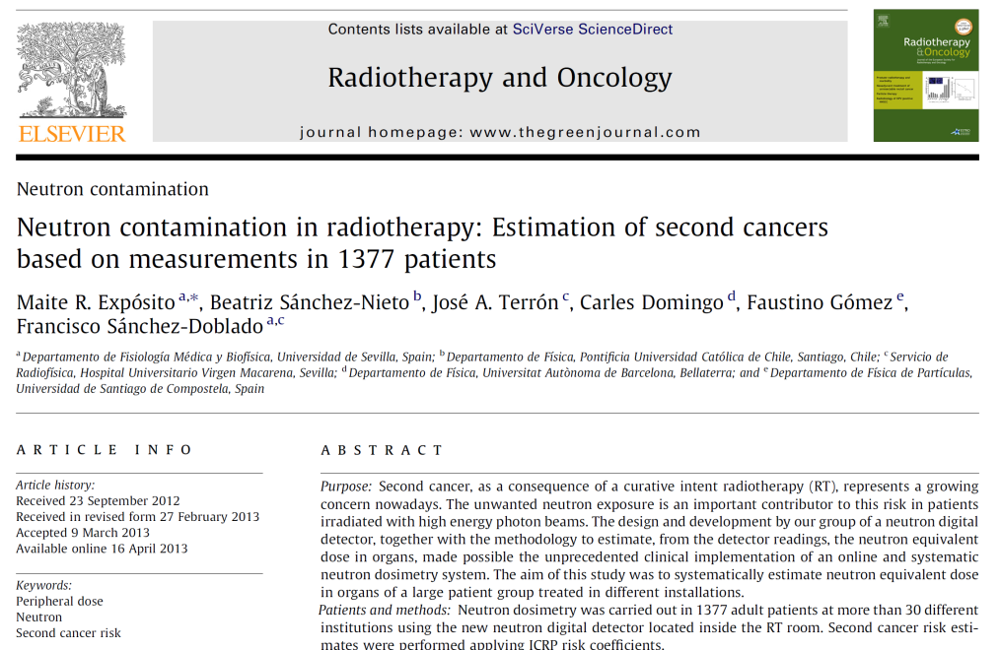 Contents lists available at SciVerse ScienceDirect
Radiotherapy and Oncology
journal homepage: www.thegreenjournal.com
ELSEVIER
Radiotherapy
&Oncology
Neutron contamination
Neutron contamination in radiotherapy: Estimation of second cancers
based on measurements in 1377 patients
Maite R. Expósito a,*, Beatriz Sánchez-Nieto b, José A. Terrón c, Carles Domingo d, Faustino Gómez e,
Francisco Sánchez-Doblado a,c
a Departamento de Fisiología Médica y Biofísica, Universidad de Sevilla, Spain; b Departamento de Física, Pontificia Universidad Católica de Chile, Santiago, Chile; c Servicio de
Radiofísica, Hospital Universitario Virgen Macarena, Sevilla; d Departamento de Física, Universitat Autònoma de Barcelona, Bellaterra; and e Departamento de Física de Partículas,
Universidad de Santiago de Compostela, Spain
ARTICLE INFO
Article history:
Received 23 September 2012
Received in revised form 27 February 2013
Accepted 9 March 2013
Available online 16 April 2013
Keywords:
Peripheral dose
Neutron
Second cancer risk
ABSTRACT
Purpose: Second cancer, as a consequence of a curative intent radiotherapy (RT), represents a growing
concern nowadays. The unwanted neutron exposure is an important contributor to this risk in patients
irradiated with high energy photon beams. The design and development by our group of a neutron digital
detector, together with the methodology to estimate, from the detector readings, the neutron equivalent
dose in organs, made possible the unprecedented clinical implementation of an online and systematic
neutron dosimetry system. The aim of this study was to systematically estimate neutron equivalent dose
in organs of a large patient group treated in different installations.
Patients and methods: Neutron dosimetry was carried out in 1377 adult patients at more than 30 different
institutions using the new neutron digital detector located inside the RT room. Second cancer risk esti-
mates were performed applying ICRP risk coefficients.